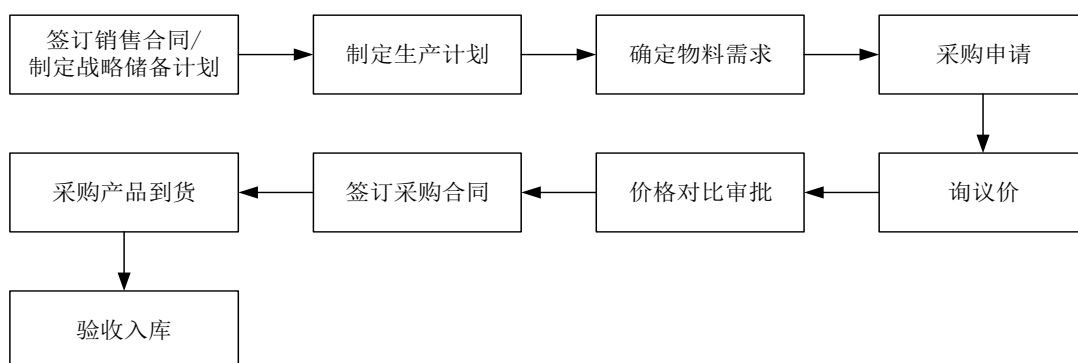 签订销售合同/
制定战略储备计划
制定生产计划
确定物料需求
采购申请
询议价
价格对比审批
签订采购合同
采购产品到货
验收入库